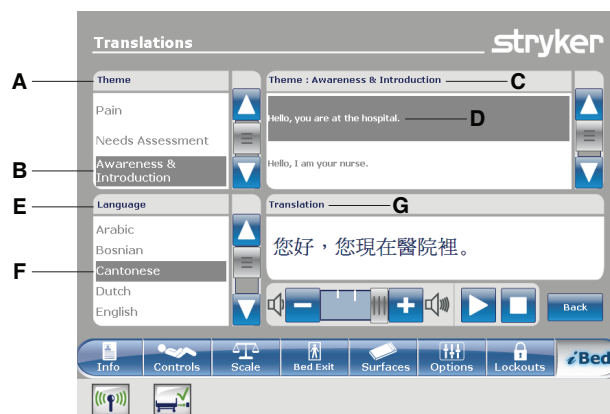 Translations
stryker
A
Theme
Theme : Awareness & Introduction
C
Pain
Hello, you are at the hospital.
D
Needs Assessment
B
Awareness &
Introduction
Hello, I am your nurse.
E
Language
Translation
G
Arabic
Bosnian
您好，您現在醫院裡。
F
Cantonese
Dutch
English
Back
Info
Controls
Scale
Bed Exit
Surfaces
Options
Lockouts
iBed